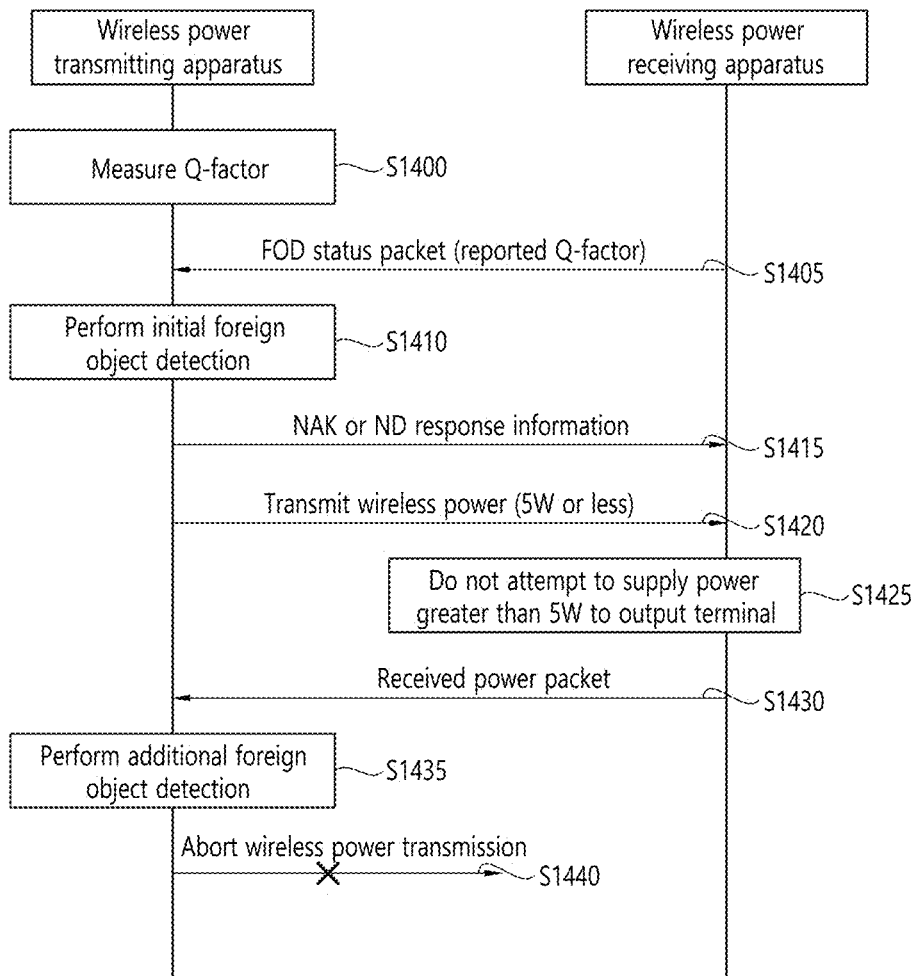 Wireless power
transmitting apparatus
Wireless power
receiving apparatus
Measure Q-factor
S1400
FOD status packet (reported Q-factor)
S1405
Perform initial foreign
object detection
S1410
NAK or ND response information
S1415
Transmit wireless power (5W or less)
S1420
Do not attempt to supply power
greater than 5W to output terminal
S1425
Received power packet
S1430
Perform additional foreign
object detection
S1435
Abort wireless power transmission
S1440